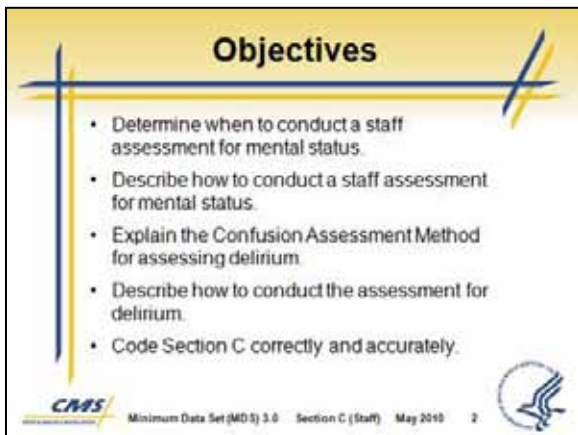 Objectives
• Determine when to conduct a staff
assessment for mental status.
• Describe how to conduct a staff assessment
for mental status.
• Explain the Confusion Assessment Method
for assessing delirium.
• Describe how to conduct the assessment for
delirium.
• Code Section C correctly and accurately.
CMS Minimum Data Set (MDS) 3.0 Section C (Staff) May 2010 2